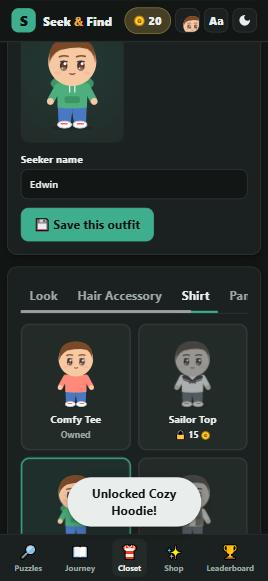 S Seek & Find 20 Aa
Seeker name
Edwin
Save this outfit
Look Hair Accessory Shirt Pan
Comfy Tee Sailor Top
Owned 15
Unlocked Cozy
Hoodie!
Puzzles Journey Closet Shop Leaderboard